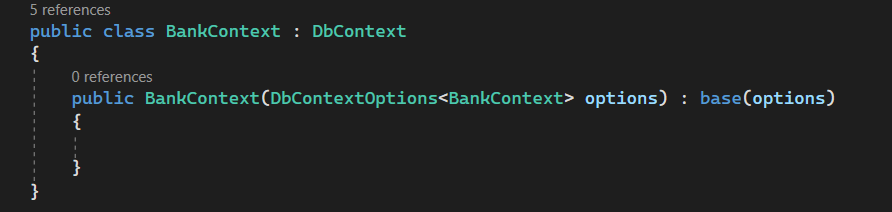 5 references
public class BankContext : DbContext
{
0 references
public BankContext(DbContextOptions<BankContext> options) : base(options)
{
}
}